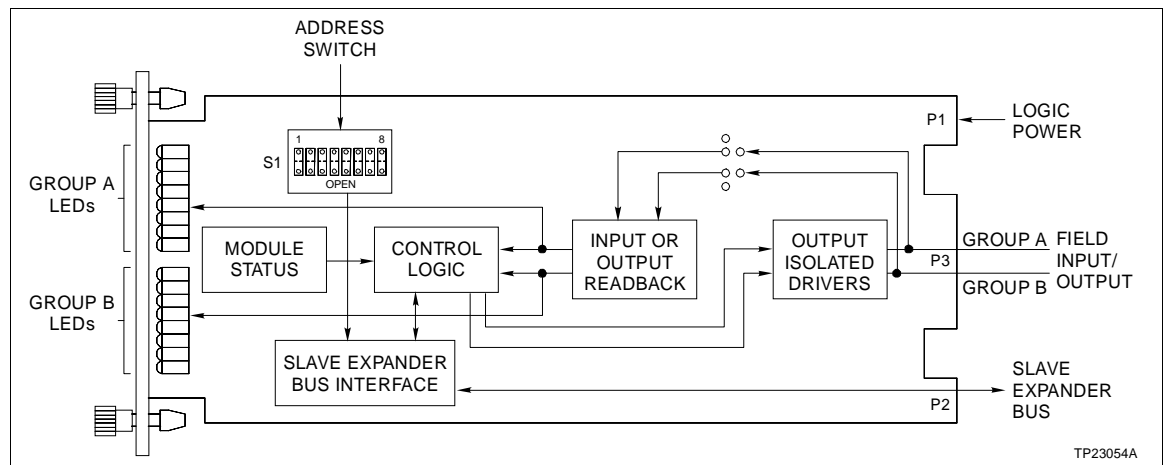 ADDRESS
SWITCH
P1
LOGIC
POWER
1 8
S1
OPEN
GROUP A
LEDs
MODULE
STATUS
CONTROL
LOGIC
INPUT OR
OUTPUT
READBACK
OUTPUT
ISOLATED
DRIVERS
GROUP A
P3
GROUP B
FIELD
INPUT/
OUTPUT
GROUP B
LEDs
SLAVE EXPANDER
BUS INTERFACE
P2
SLAVE
EXPANDER
BUS
TP23054A